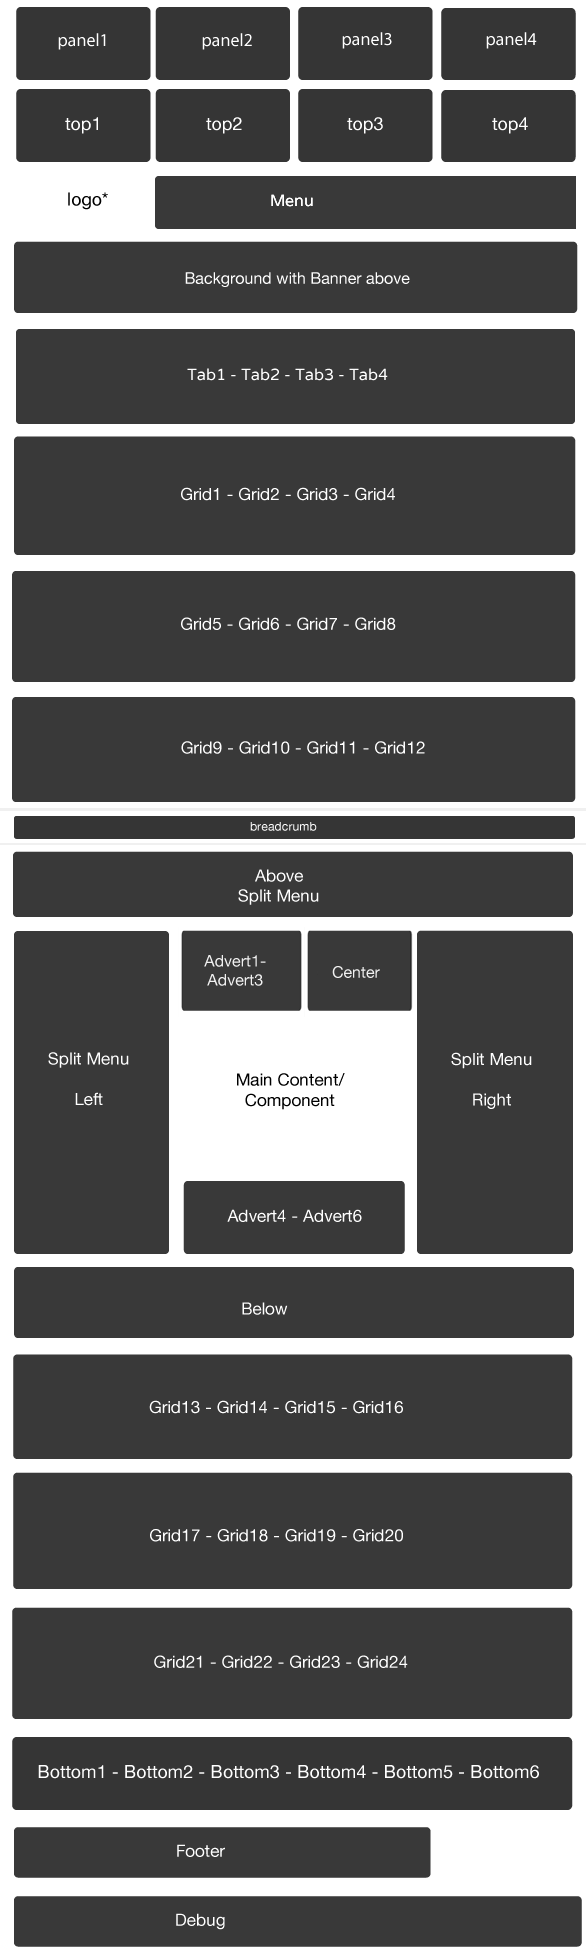 panel1 panel2 panel3 panel4
top1 top2 top3 top4
logo* Menu
Background with Banner above
Tab1 - Tab2 - Tab3 - Tab4
Grid1 - Grid2 - Grid3 - Grid4
Grid5 - Grid6 - Grid7 - Grid8
Grid9 - Grid10 - Grid11 - Grid12
breadcrumb
Above
Split Menu
Advert1-
Advert3
Center
Split Menu
Left
Main Content/
Component
Split Menu
Right
Advert4 - Advert6
Below
Grid13 - Grid14 - Grid15 - Grid16
Grid17 - Grid18 - Grid19 - Grid20
Grid21 - Grid22 - Grid23 - Grid24
Bottom1 - Bottom2 - Bottom3 - Bottom4 - Bottom5 - Bottom6
Footer
Debug